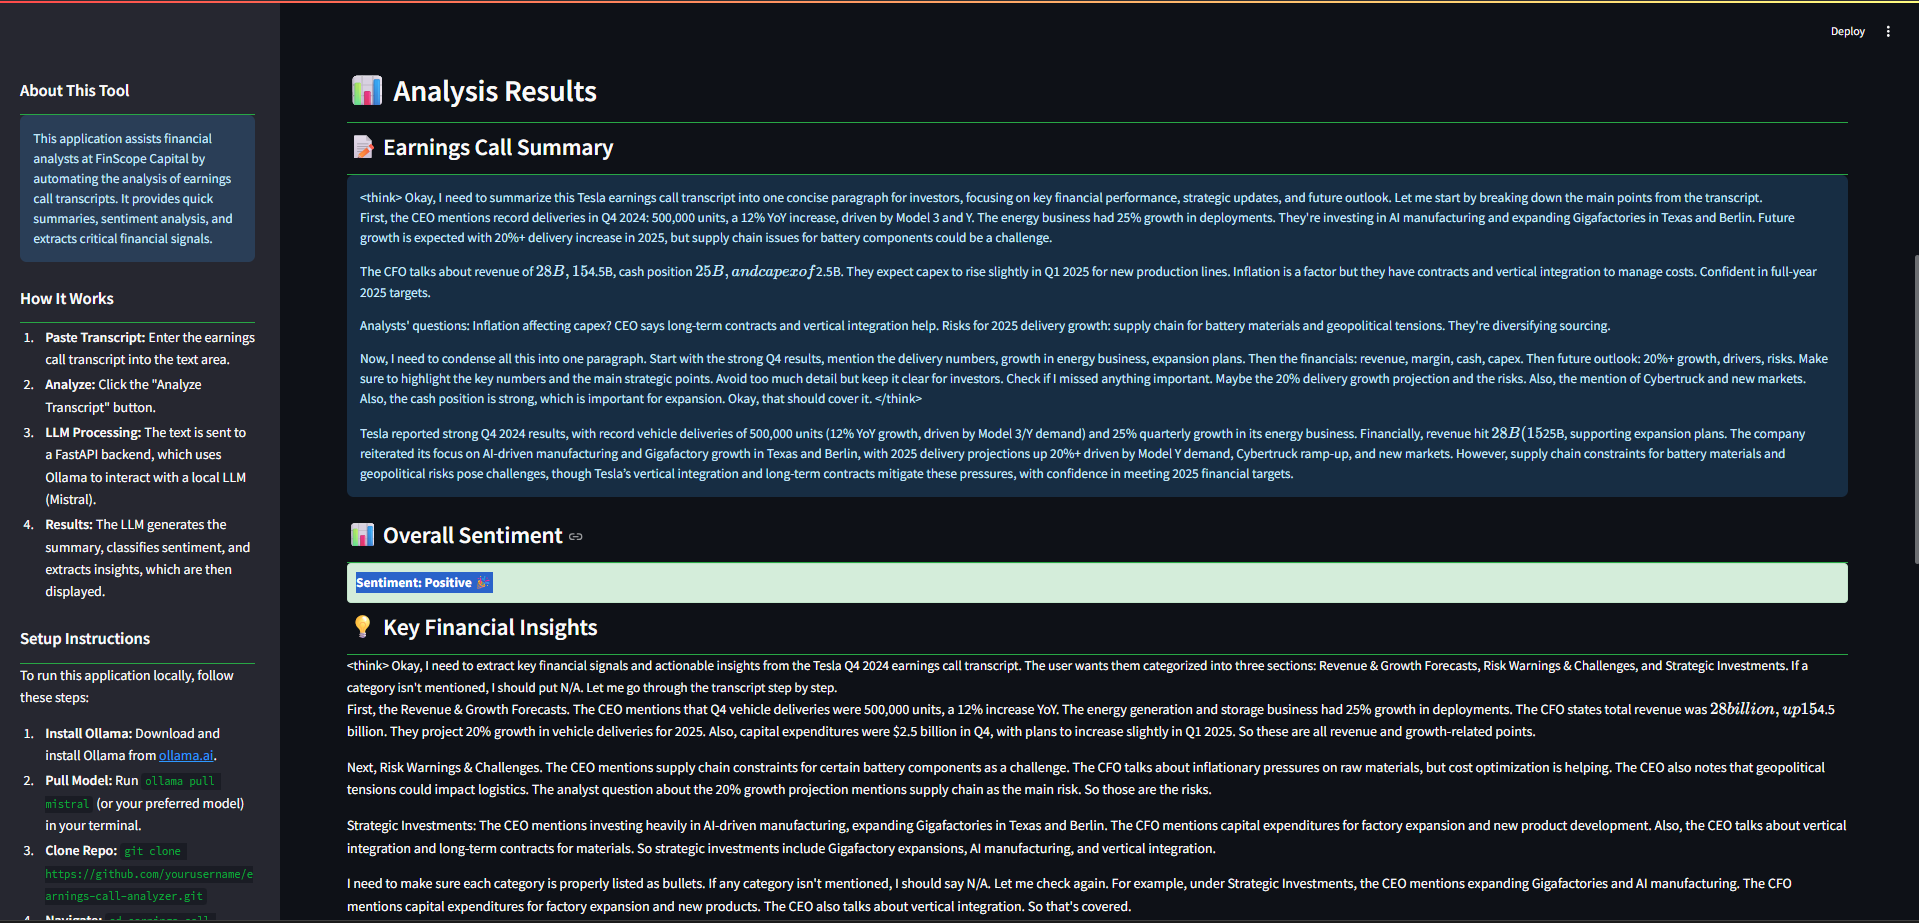 Deploy
About This Tool
This application assists financial
analysts at FinScope Capital by
automating the analysis of earnings
call transcripts. It provides quick
summaries, sentiment analysis, and
extracts critical financial signals.
How It Works
1. Paste Transcript: Enter the earnings
call transcript into the text area.
2. Analyze: Click the "Analyze
Transcript" button.
3. LLM Processing: The text is sent to
a FastAPI backend, which uses
Ollama to interact with a local LLM
(Mistral).
4. Results: The LLM generates the
summary, classifies sentiment, and
extracts insights, which are then
displayed.
Setup Instructions
To run this application locally, follow
these steps:
1. Install Ollama: Download and
install Ollama from ollama.ai.
2. Pull Model: Run ollama pull
mistral (or your preferred model)
in your terminal.
3. Clone Repo: git clone
https://github.com/yourusername/e
arnings-call-analyzer.git
4. Navigate: cd earnings-call
Analysis Results
Earnings Call Summary
<think> Okay, I need to summarize this Tesla earnings call transcript into one concise paragraph for investors, focusing on key financial performance, strategic updates, and future outlook. Let me start by breaking down the main points from the transcript.
First, the CEO mentions record deliveries in Q4 2024: 500,000 units, a 12% YoY increase, driven by Model 3 and Y. The energy business had 25% growth in deployments. They're investing in AI manufacturing and expanding Gigafactories in Texas and Berlin. Future
growth is expected with 20%+ delivery increase in 2025, but supply chain issues for battery components could be a challenge.
The CFO talks about revenue of 28B, 154.5B, cash position 25B, andcapexof2.5B. They expect capex to rise slightly in Q1 2025 for new production lines. Inflation is a factor but they have contracts and vertical integration to manage costs. Confident in full-year
2025 targets.
Analysts' questions: Inflation affecting capex? CEO says long-term contracts and vertical integration help. Risks for 2025 delivery growth: supply chain for battery materials and geopolitical tensions. They're diversifying sourcing.
Now, I need to condense all this into one paragraph. Start with the strong Q4 results, mention the delivery numbers, growth in energy business, expansion plans. Then the financials: revenue, margin, cash, capex. Then future outlook: 20%+ growth, drivers, risks. Make
sure to highlight the key numbers and the main strategic points. Avoid too much detail but keep it clear for investors. Check if I missed anything important. Maybe the 20% delivery growth projection and the risks. Also, the mention of Cybertruck and new markets.
Also, the cash position is strong, which is important for expansion. Okay, that should cover it. </think>
Tesla reported strong Q4 2024 results, with record vehicle deliveries of 500,000 units (12% YoY growth, driven by Model 3/Y demand) and 25% quarterly growth in its energy business. Financially, revenue hit 28B(1525B, supporting expansion plans. The company
reiterated its focus on AI-driven manufacturing and Gigafactory growth in Texas and Berlin, with 2025 delivery projections up 20%+ driven by Model Y demand, Cybertruck ramp-up, and new markets. However, supply chain constraints for battery materials and
geopolitical risks pose challenges, though Tesla’s vertical integration and long-term contracts mitigate these pressures, with confidence in meeting 2025 financial targets.
Overall Sentiment
Sentiment: Positive 🎉
Key Financial Insights
<think> Okay, I need to extract key financial signals and actionable insights from the Tesla Q4 2024 earnings call transcript. The user wants them categorized into three sections: Revenue & Growth Forecasts, Risk Warnings & Challenges, and Strategic Investments. If a
category isn't mentioned, I should put N/A. Let me go through the transcript step by step.
First, the Revenue & Growth Forecasts. The CEO mentions that Q4 vehicle deliveries were 500,000 units, a 12% increase YoY. The energy generation and storage business had 25% growth in deployments. The CFO states total revenue was 28billion, up154.5
billion. They project 20% growth in vehicle deliveries for 2025. Also, capital expenditures were $2.5 billion in Q4, with plans to increase slightly in Q1 2025. So these are all revenue and growth-related points.
Next, Risk Warnings & Challenges. The CEO mentions supply chain constraints for certain battery components as a challenge. The CFO talks about inflationary pressures on raw materials, but cost optimization is helping. The CEO also notes that geopolitical
tensions could impact logistics. The analyst question about the 20% growth projection mentions supply chain as the main risk. So those are the risks.
Strategic Investments: The CEO mentions investing heavily in AI-driven manufacturing, expanding Gigafactories in Texas and Berlin. The CFO mentions capital expenditures for factory expansion and new product development. Also, the CEO talks about vertical
integration and long-term contracts for materials. So strategic investments include Gigafactory expansions, AI manufacturing, and vertical integration.
I need to make sure each category is properly listed as bullets. If any category isn't mentioned, I should say N/A. Let me check again. For example, under Strategic Investments, the CEO mentions expanding Gigafactories and AI manufacturing. The CFO
mentions capital expenditures for factory expansion and new products. The CEO also talks about vertical integration. So that's covered.